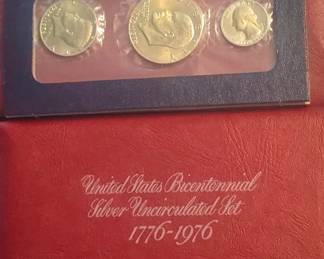 United States Bicentennial
Silver Uncirculated Set
1776-1976